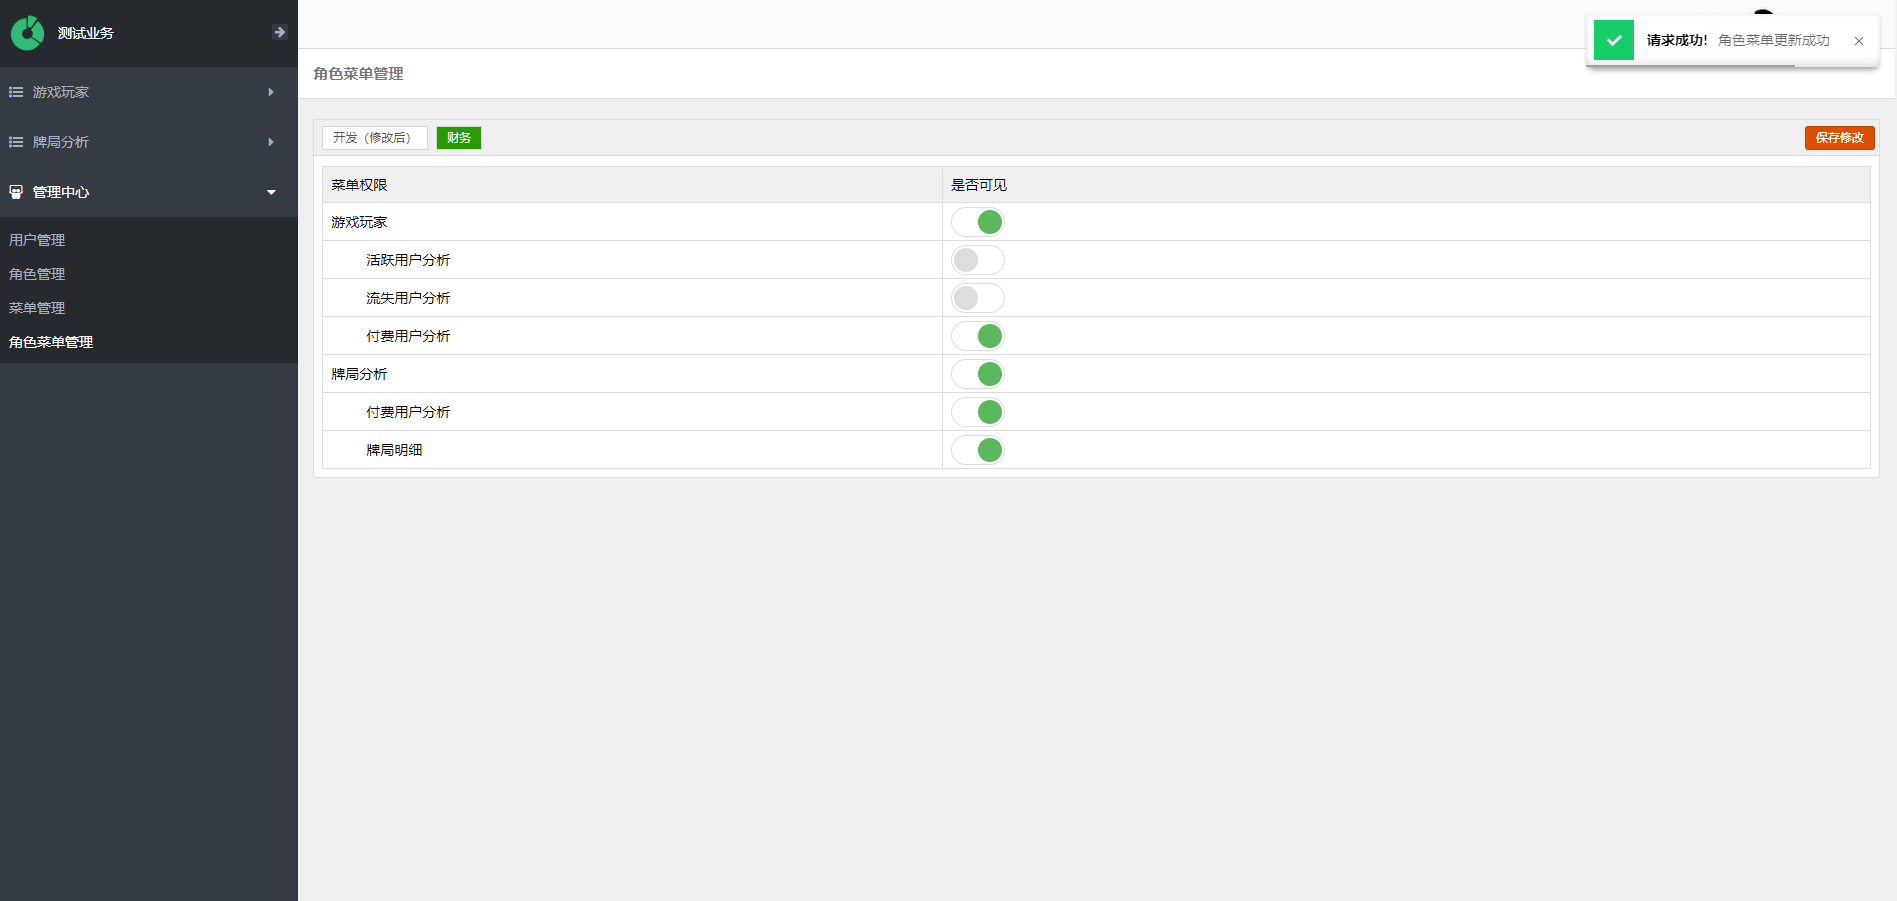 测试业务
游戏玩家
牌局分析
管理中心
用户管理
角色管理
菜单管理
角色菜单管理
请求成功! 角色菜单更新成功 ×
角色菜单管理
开发（修改后） 财务 保存修改
菜单权限 是否可见
游戏玩家
活跃用户分析
流失用户分析
付费用户分析
牌局分析
付费用户分析
牌局明细